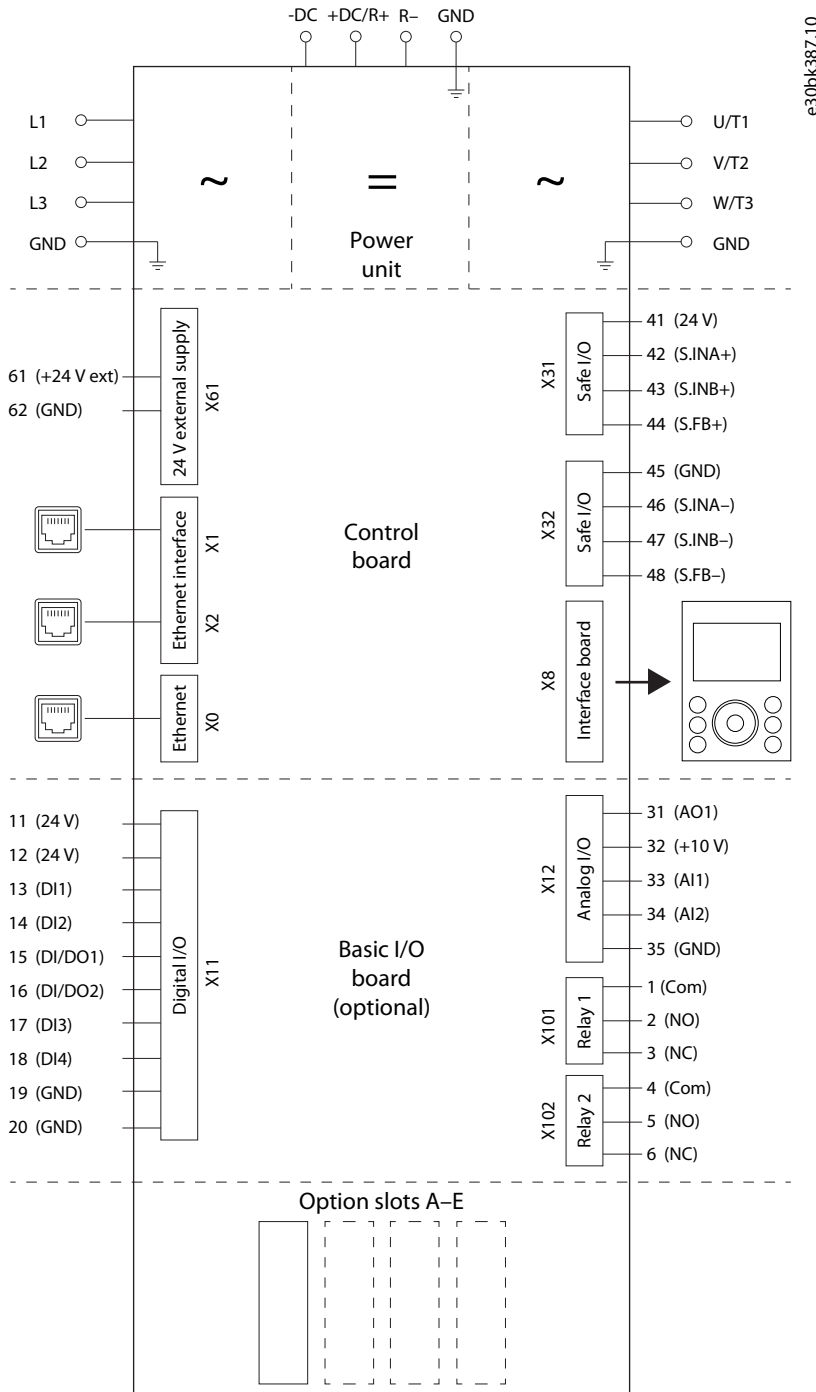 -DC +DC/R+ R– GND
e30bk387.10
L1
L2
L3
GND
~
=
~
U/T1
V/T2
W/T3
GND
Power
unit
61 (+24 V ext)
62 (GND)
24 V external supply
X61
Ethernet interface
X1
X2
Ethernet
X0
Control
board
X31
Safe I/O
41 (24 V)
42 (S.INA+)
43 (S.INB+)
44 (S.FB+)
X32
Safe I/O
45 (GND)
46 (S.INA–)
47 (S.INB–)
48 (S.FB–)
X8
Interface board
11 (24 V)
12 (24 V)
13 (DI1)
14 (DI2)
15 (DI/DO1)
16 (DI/DO2)
17 (DI3)
18 (DI4)
19 (GND)
20 (GND)
Digital I/O
X11
Basic I/O
board
(optional)
X12
Analog I/O
31 (AO1)
32 (+10 V)
33 (AI1)
34 (AI2)
35 (GND)
X101
Relay 1
1 (Com)
2 (NO)
3 (NC)
X102
Relay 2
4 (Com)
5 (NO)
6 (NC)
Option slots A–E